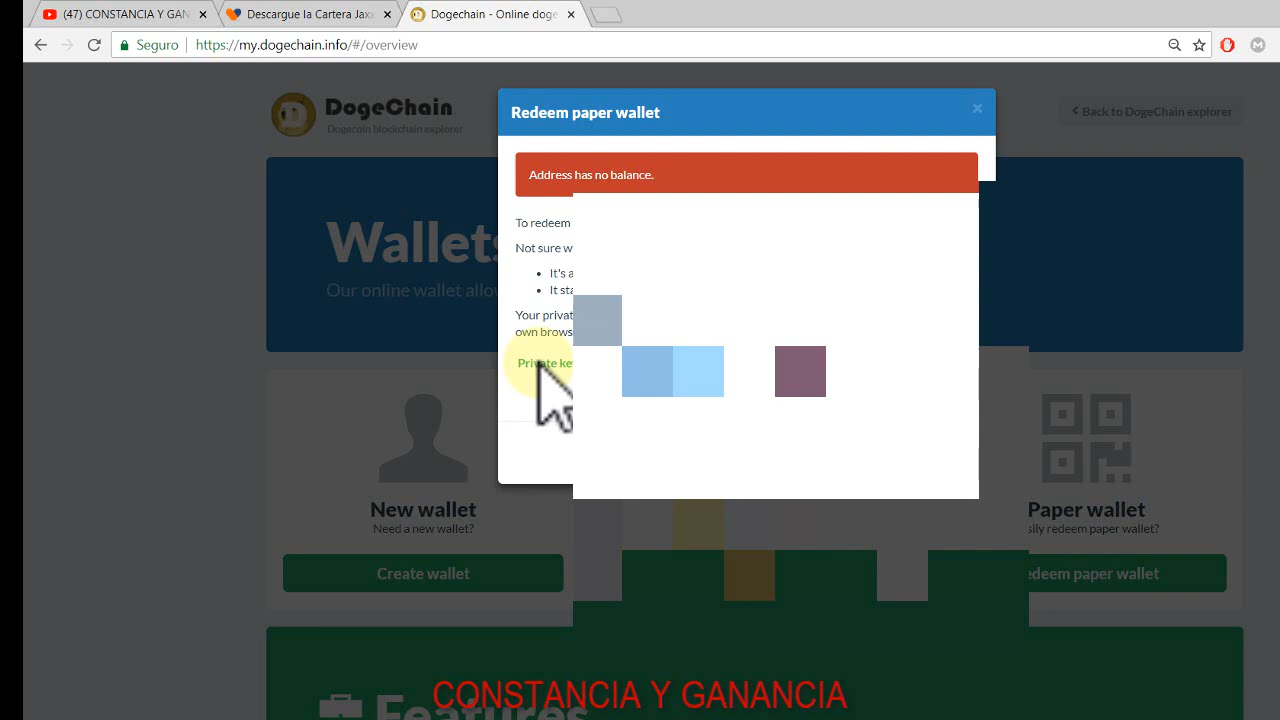 (47) CONSTANCIA Y GAN
Descargue la Cartera Jax
Dogechain - Online doge
Seguro
https://my.dogechain.info/#/overview
DogeChain
Dogecoin blockchain explorer
Back to DogeChain explorer
Redeem paper wallet
Address has no balance.
To redeem
Not sure w
It's a
It sta
Your privat
own brows
Private key
Wallets
Our online wallet allo
New wallet
Need a new wallet?
Create wallet
Paper wallet
sily redeem paper wallet?
edeem paper wallet
Features
CONSTANCIA Y GANANCIA
M